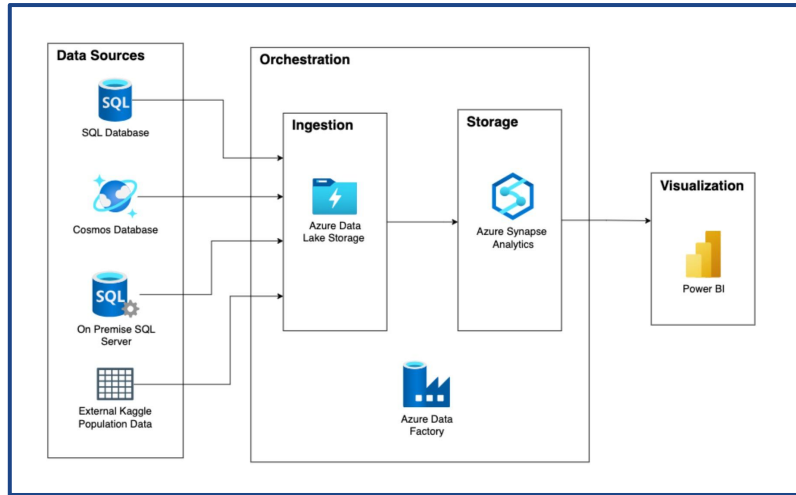 Data Sources
SQL
SQL Database
Cosmos Database
SQL
On Premise SQL
Server
External Kaggle
Population Data
Orchestration
Ingestion
Azure Data
Lake Storage
Storage
Azure Synapse
Analytics
Azure Data
Factory
Visualization
Power BI